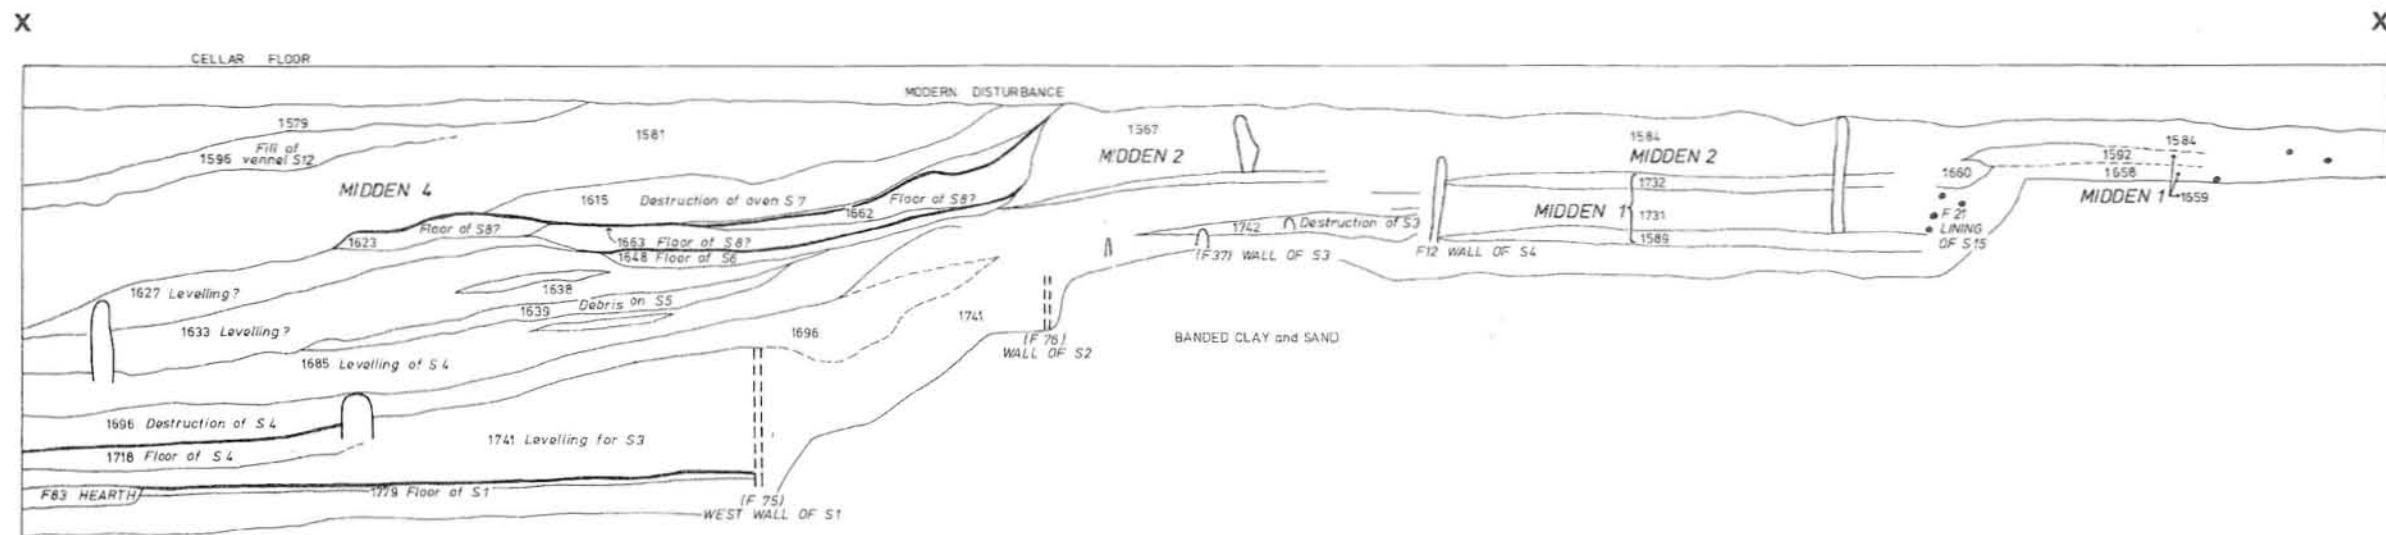 X X
CELLAR FLOOR
MODERN DISTURBANCE
1579
1581
1567
1584
1584
Fill of
1596 vennel S12
MIDDEN 2
MIDDEN 2
1592
MIDDEN 4
1660
1658
1732
1615 Destruction of oven S7
Floor of S8?
MIDDEN 1
1659
1662
MIDDEN 1
1731
F 21
LINING
OF S15
Floor of S8?
1742 Destruction of S3
1623
1663 Floor of S8?
1589
1648 Floor of S6
(F37) WALL OF S3
F12 WALL OF S4
1627 Levelling?
1638
Debris on S5
1639
1633 Levelling?
1696
1741
(F 76)
WALL OF S2
BANDED CLAY and SAND
1685 Levelling of S4
1696 Destruction of S4
1741 Levelling for S3
1718 Floor of S4
F83 HEARTH
1779 Floor of S1
(F 75)
WEST WALL OF S1